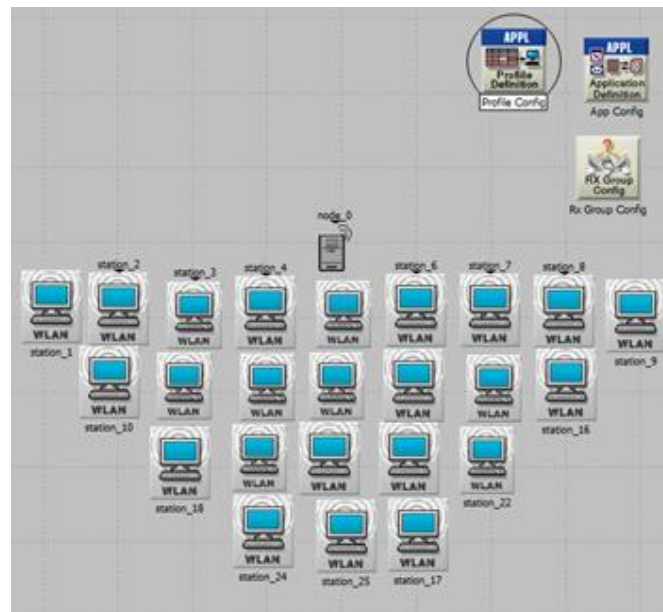 APPL
Profile
Definition
Profile Config
APPL
Application
Definition
App Config
RX Group
Config
Rx Group Config
node_0
station_2
station_3
station_4
station_6
station_7
station_8
WLAN
WLAN
WLAN
WLAN
WLAN
WLAN
WLAN
WLAN
WLAN
station_1
station_9
WLAN
WLAN
WLAN
WLAN
WLAN
WLAN
WLAN
station_10
station_16
WLAN
WLAN
WLAN
WLAN
WLAN
station_18
station_22
WLAN
WLAN
WLAN
station_24
station_25
station_17